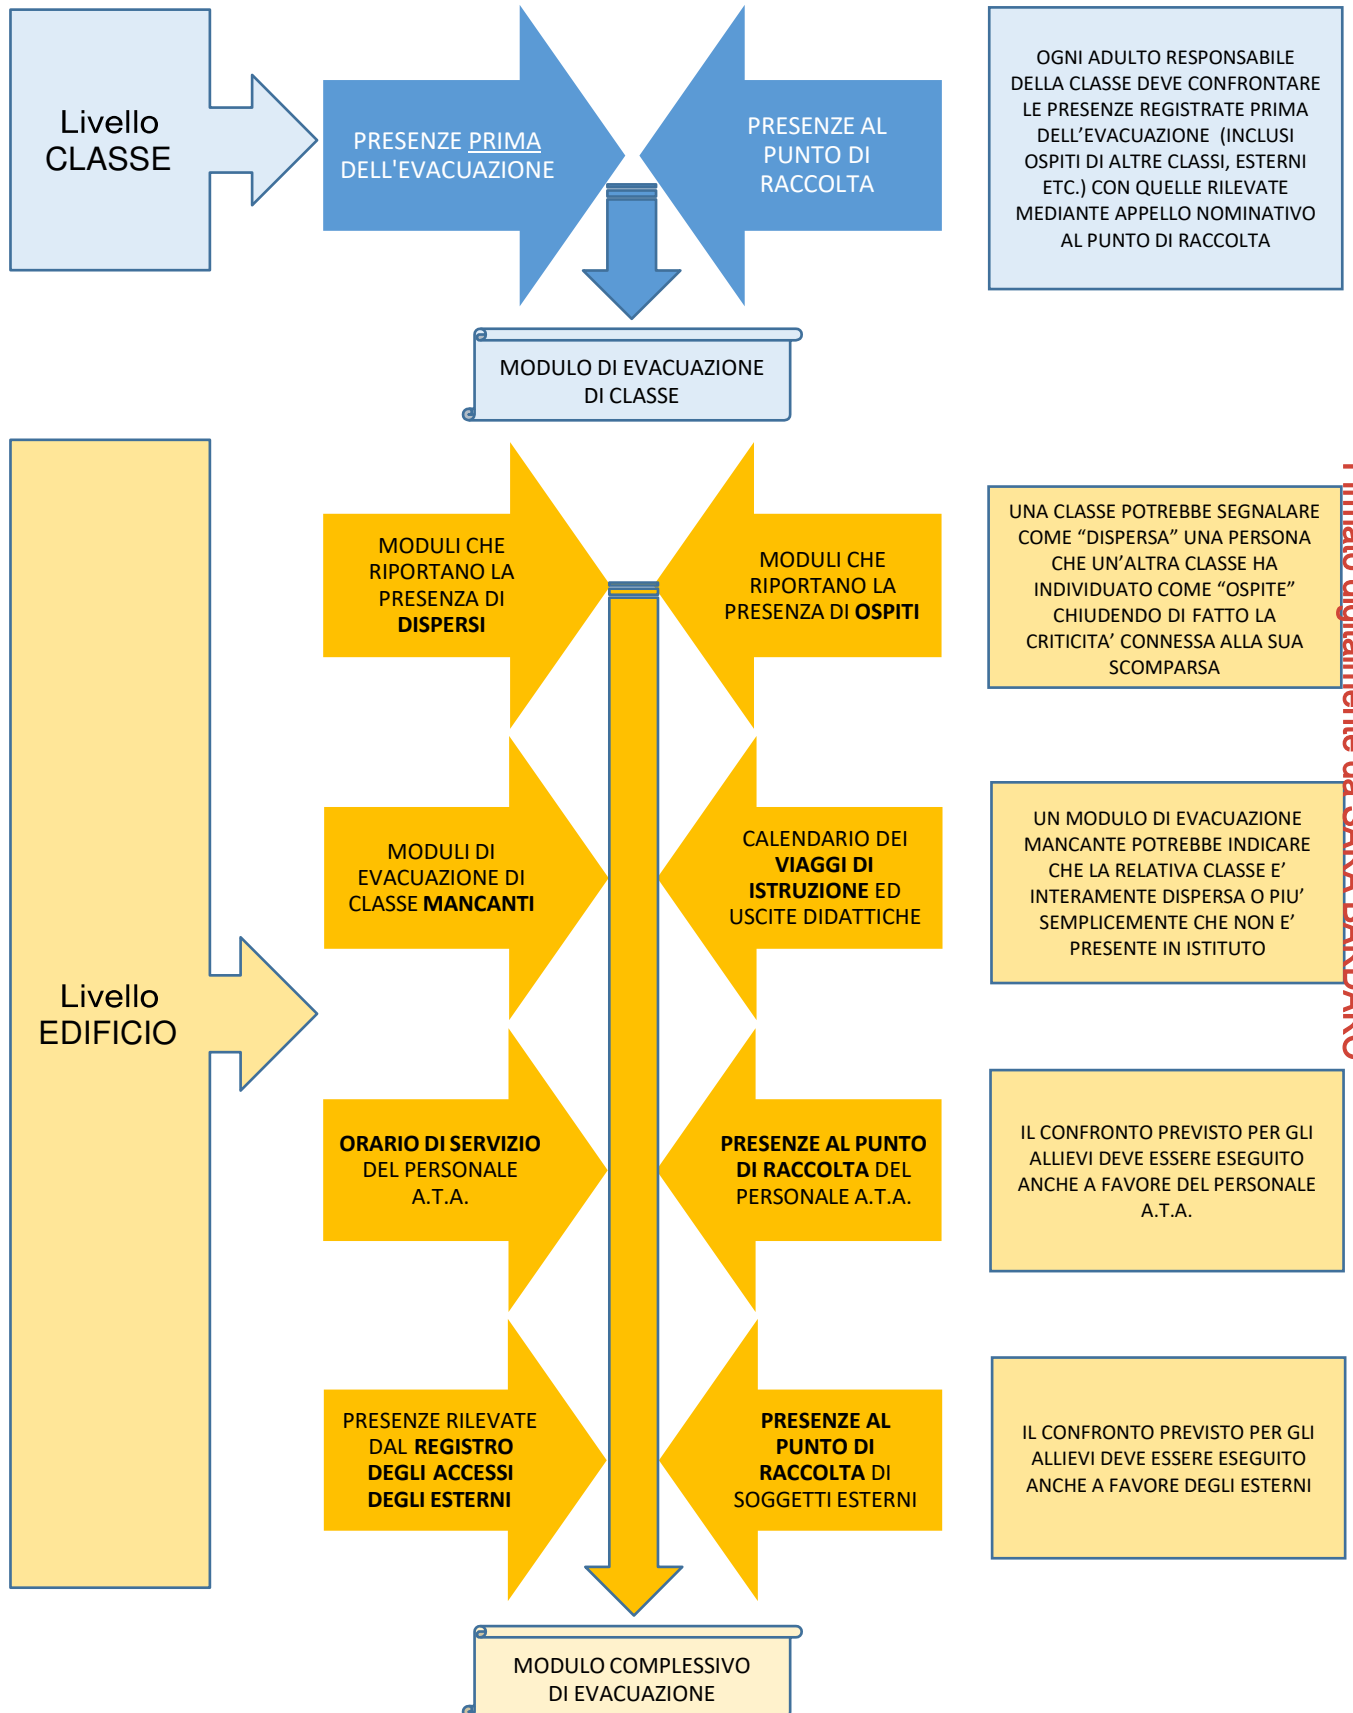 Livello
CLASSE
PRESENZE PRIMA
DELL'EVACUAZIONE
PRESENZE AL
PUNTO DI
RACCOLTA
OGNI ADULTO RESPONSABILE
DELLA CLASSE DEVE CONFRONTARE
LE PRESENZE REGISTRATE PRIMA
DELL’EVACUAZIONE (INCLUSI
OSPITI DI ALTRE CLASSI, ESTERNI
ETC.) CON QUELLE RILEVATE
MEDIANTE APPELLO NOMINATIVO
AL PUNTO DI RACCOLTA
MODULO DI EVACUAZIONE
DI CLASSE
Livello
EDIFICIO
MODULI CHE
RIPORTANO LA
PRESENZA DI
DISPERSI
MODULI CHE
RIPORTANO LA
PRESENZA DI OSPITI
UNA CLASSE POTREBBE SEGNALARE
COME “DISPERSA” UNA PERSONA
CHE UN’ALTRA CLASSE HA
INDIVIDUATO COME “OSPITE”
CHIUDENDO DI FATTO LA
CRITICITA’ CONNESSA ALLA SUA
SCOMPARSA
MODULI DI
EVACUAZIONE DI
CLASSE MANCANTI
CALENDARIO DEI
VIAGGI DI
ISTRUZIONE ED
USCITE DIDATTICHE
UN MODULO DI EVACUAZIONE
MANCANTE POTREBBE INDICARE
CHE LA RELATIVA CLASSE E’
INTERAMENTE DISPERSA O PIU’
SEMPLICEMENTE CHE NON E’
PRESENTE IN ISTITUTO
ORARIO DI SERVIZIO
DEL PERSONALE
A.T.A.
PRESENZE AL PUNTO
DI RACCOLTA DEL
PERSONALE A.T.A.
IL CONFRONTO PREVISTO PER GLI
ALLIEVI DEVE ESSERE ESEGUITO
ANCHE A FAVORE DEL PERSONALE
A.T.A.
PRESENZE RILEVATE
DAL REGISTRO
DEGLI ACCESSI
DEGLI ESTERNI
PRESENZE AL
PUNTO DI
RACCOLTA DI
SOGGETTI ESTERNI
IL CONFRONTO PREVISTO PER GLI
ALLIEVI DEVE ESSERE ESEGUITO
ANCHE A FAVORE DEGLI ESTERNI
MODULO COMPLESSIVO
DI EVACUAZIONE
digitalmente da SARA